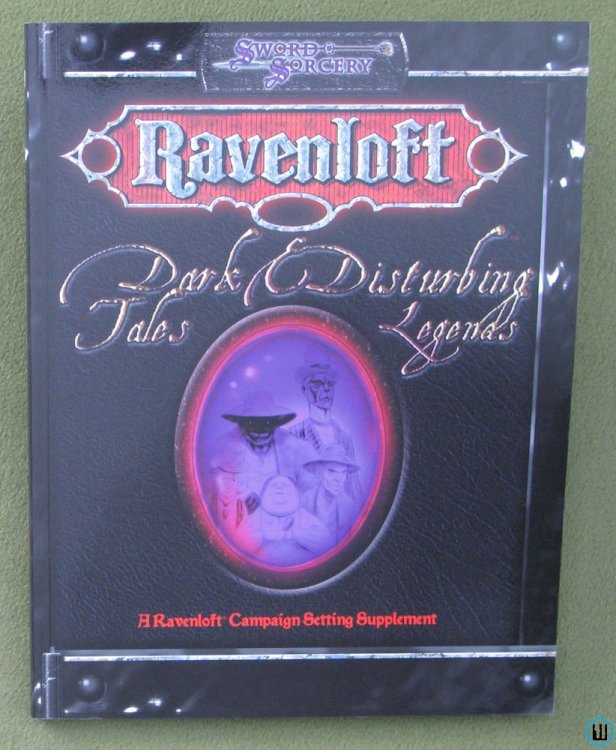 Sword
Sorcery
Ravenloft
Dark & Disturbing
Tales Legends
A Ravenloft Campaign Setting Supplement